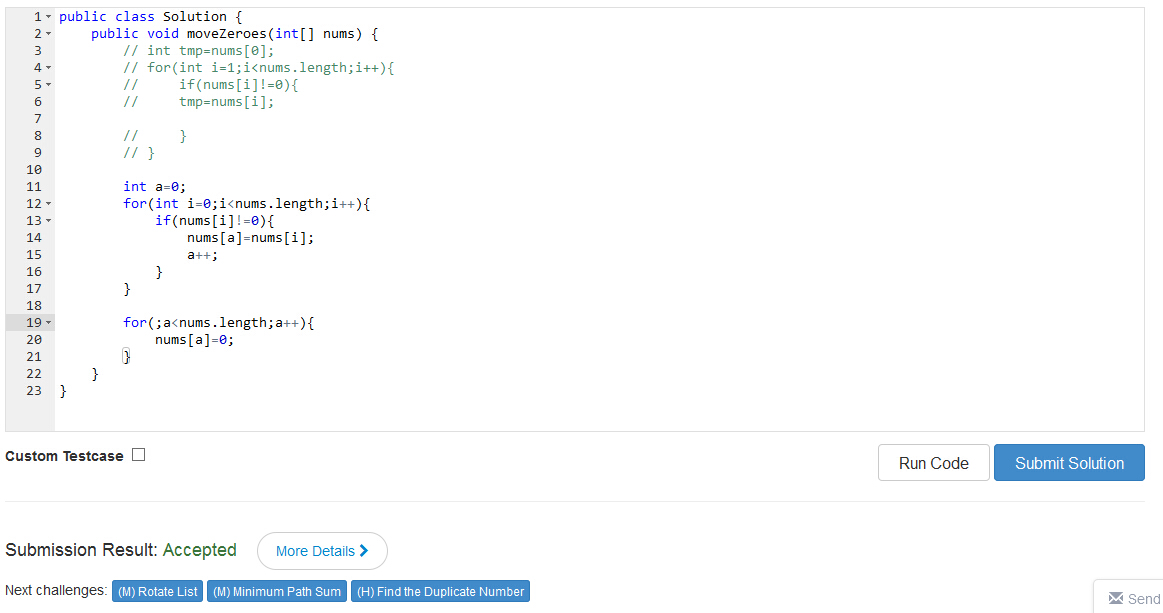 1 public class Solution {
2     public void moveZeroes(int[] nums) {
3         // int tmp=nums[0];
4         // for(int i=1;i<nums.length;i++){
5         //     if(nums[i]!=0){
6         //     tmp=nums[i];
7
8         //     }
9         // }
10
11         int a=0;
12         for(int i=0;i<nums.length;i++){
13             if(nums[i]!=0){
14                 nums[a]=nums[i];
15                 a++;
16             }
17         }
18
19         for(;a<nums.length;a++){
20             nums[a]=0;
21         }
22     }
23 }
Custom Testcase
Run Code Submit Solution
Submission Result: Accepted More Details
Next challenges: (M) Rotate List (M) Minimum Path Sum (H) Find the Duplicate Number
Send